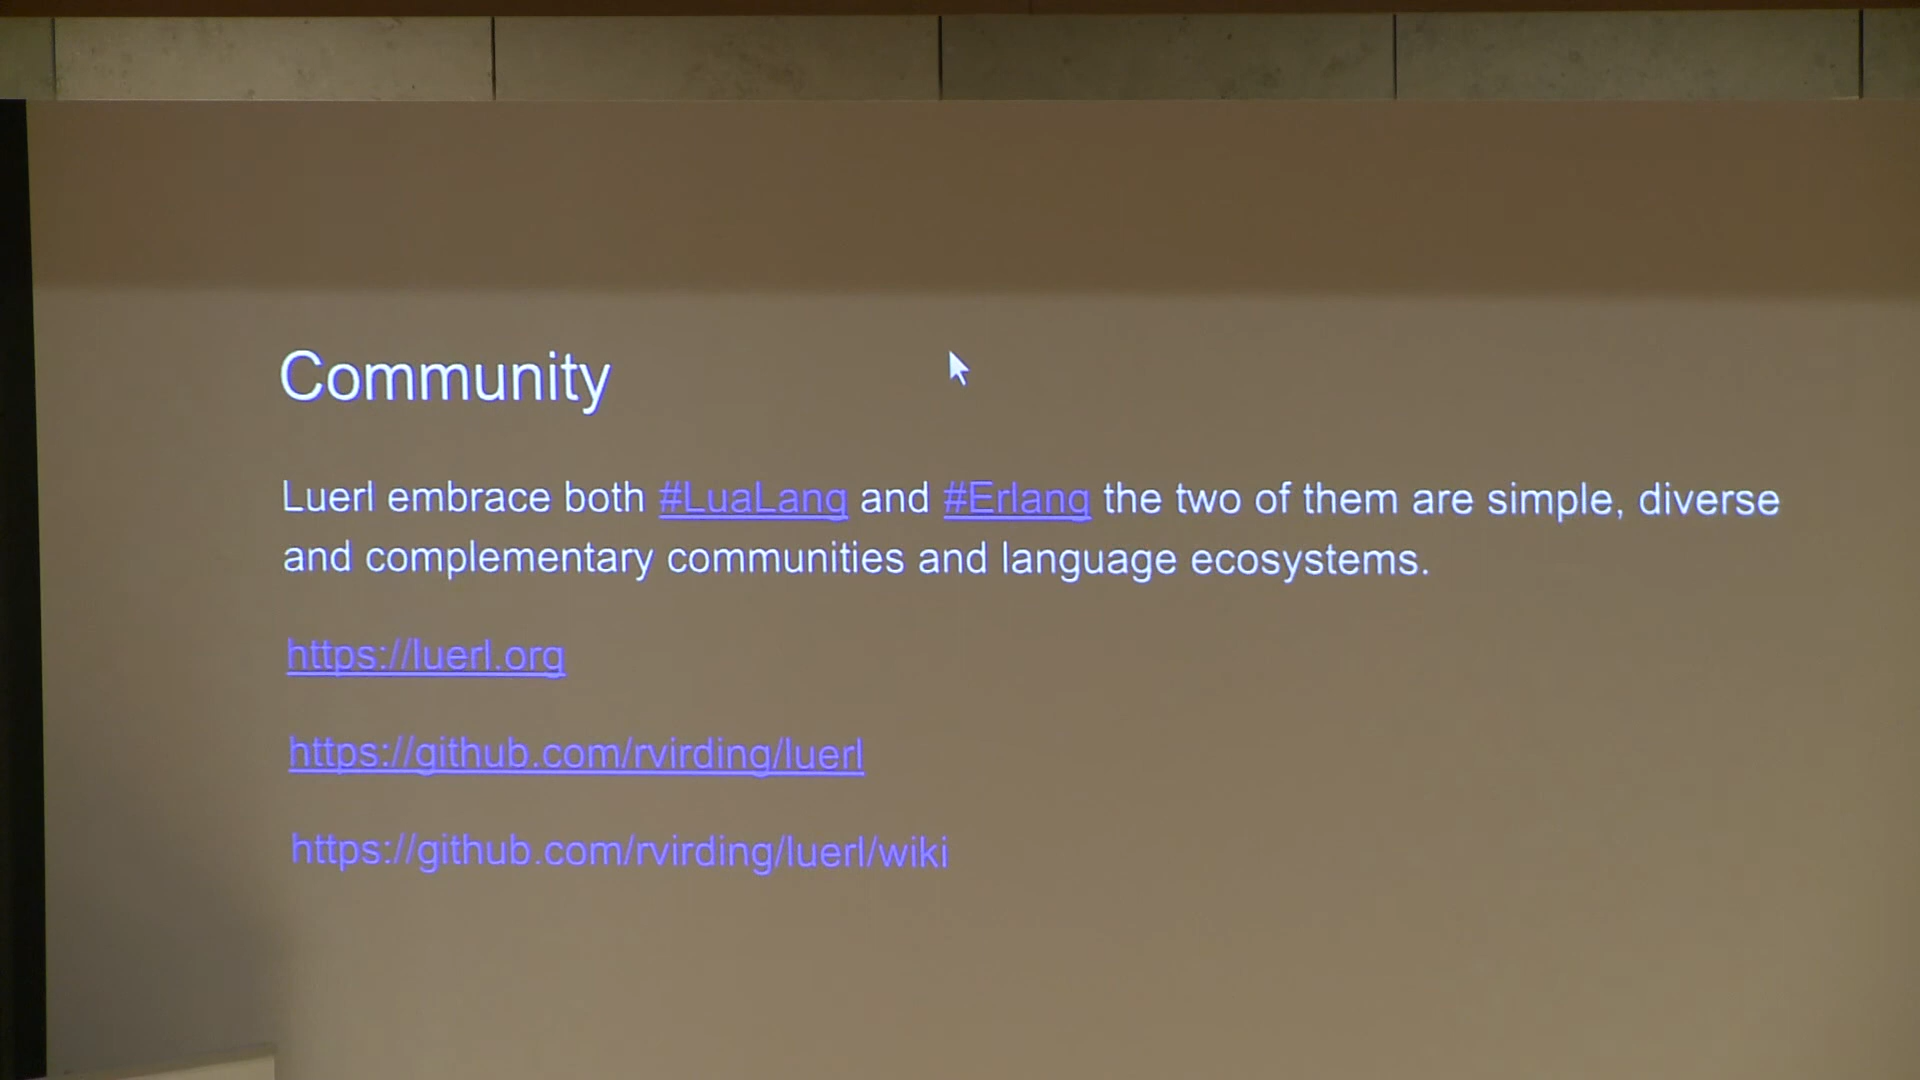 Community
Luerl embrace both #LuaLang and #Erlang the two of them are simple, diverse
and complementary communities and language ecosystems.
https://luerl.org
https://github.com/rvirding/luerl
https://github.com/rvirding/luerl/wiki